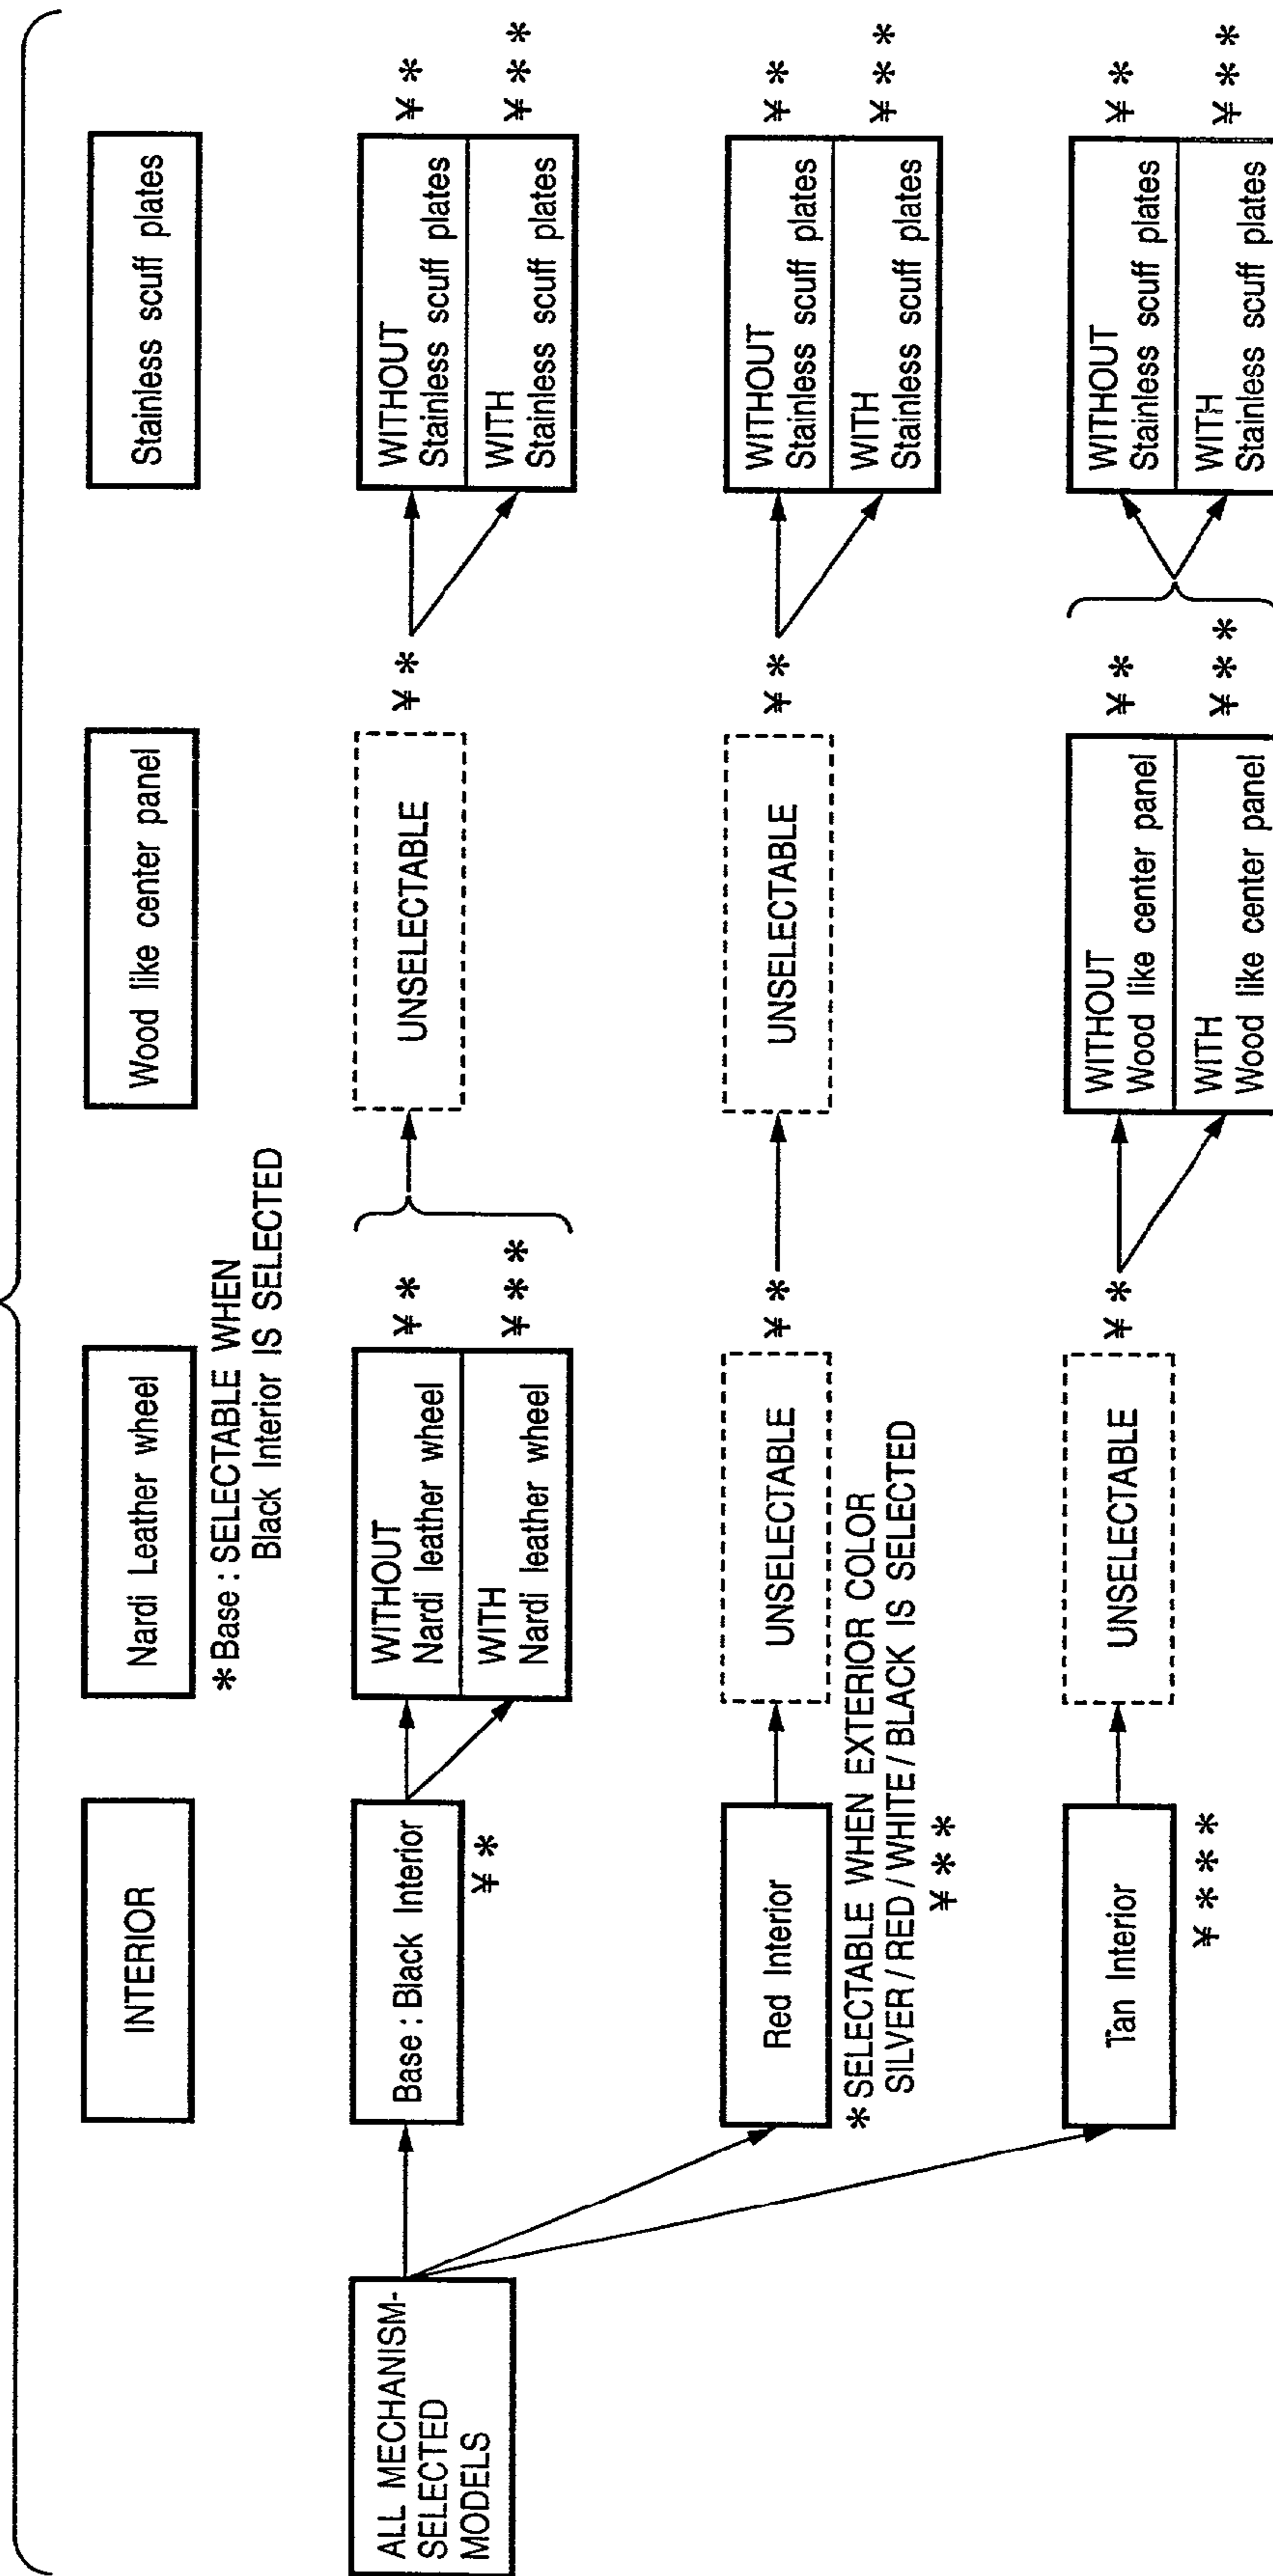 INTERIOR
Nardi Leather wheel
Wood like center panel
Stainless scuff plates
*Base : SELECTABLE WHEN
Black Interior IS SELECTED
ALL MECHANISM-
SELECTED
MODELS
Base : Black Interior
¥ *
WITHOUT
Nardi leather wheel
¥ *
WITH
Nardi leather wheel
¥ * *
UNSELECTABLE
¥ *
WITHOUT
Stainless scuff plates
¥ *
WITH
Stainless scuff plates
¥ * *
Red Interior
*SELECTABLE WHEN EXTERIOR COLOR
SILVER / RED / WHITE / BLACK IS SELECTED
¥ * *
UNSELECTABLE
¥ *
UNSELECTABLE
¥ *
WITHOUT
Stainless scuff plates
¥ *
WITH
Stainless scuff plates
¥ * *
Tan Interior
¥ * * *
UNSELECTABLE
¥ *
WITHOUT
Wood like center panel
¥ *
WITH
Wood like center panel
¥ * *
WITHOUT
Stainless scuff plates
¥ *
WITH
Stainless scuff plates
¥ * *